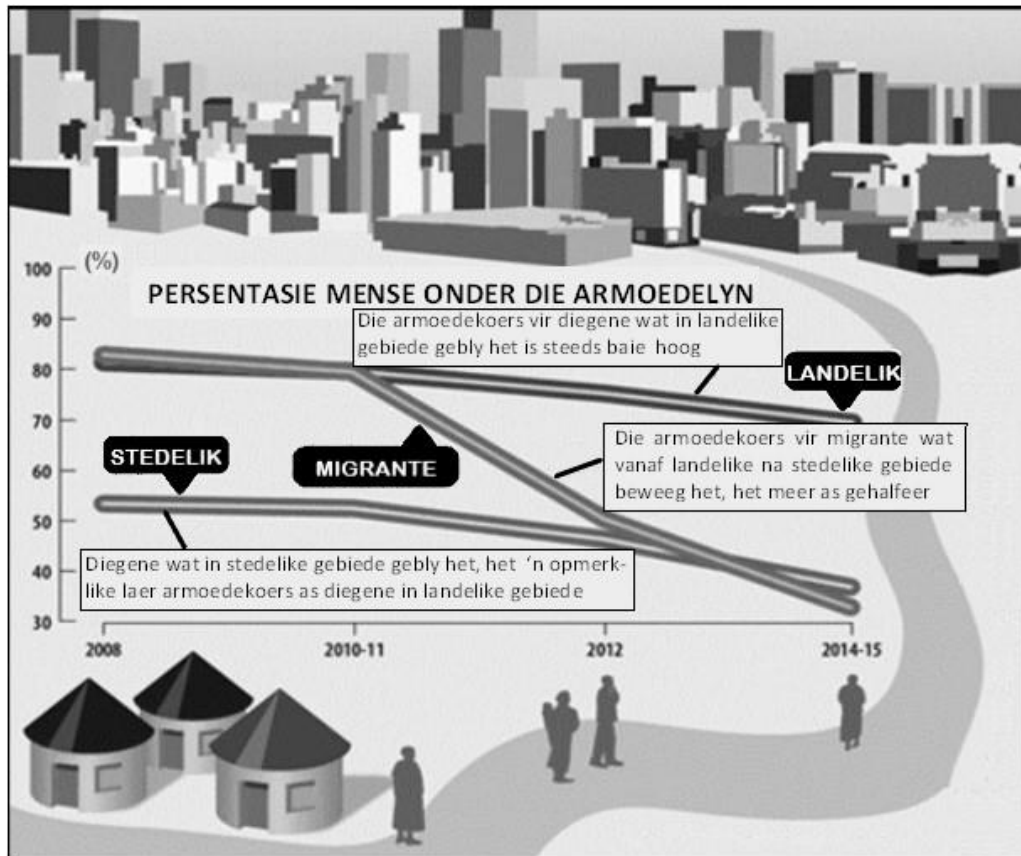 100 (%)
PERSENTASIE MENSE ONDER DIE ARMOEDELYN
90
Die armoedekoers vir diegene wat in landelike
gebiede gebly het is steeds baie hoog
80
LANDELIK
70
Die armoedekoers vir migrante wat
vanaf landelike na stedelike gebiede
beweeg het, het meer as gehalfeer
STEDELIK
MIGRANTE
60
50
Diegene wat in stedelike gebiede gebly het, het ‘n opmerk-
like laer armoedekoers as diegene in landelike gebiede
40
30
2008 2010-11 2012 2014-15